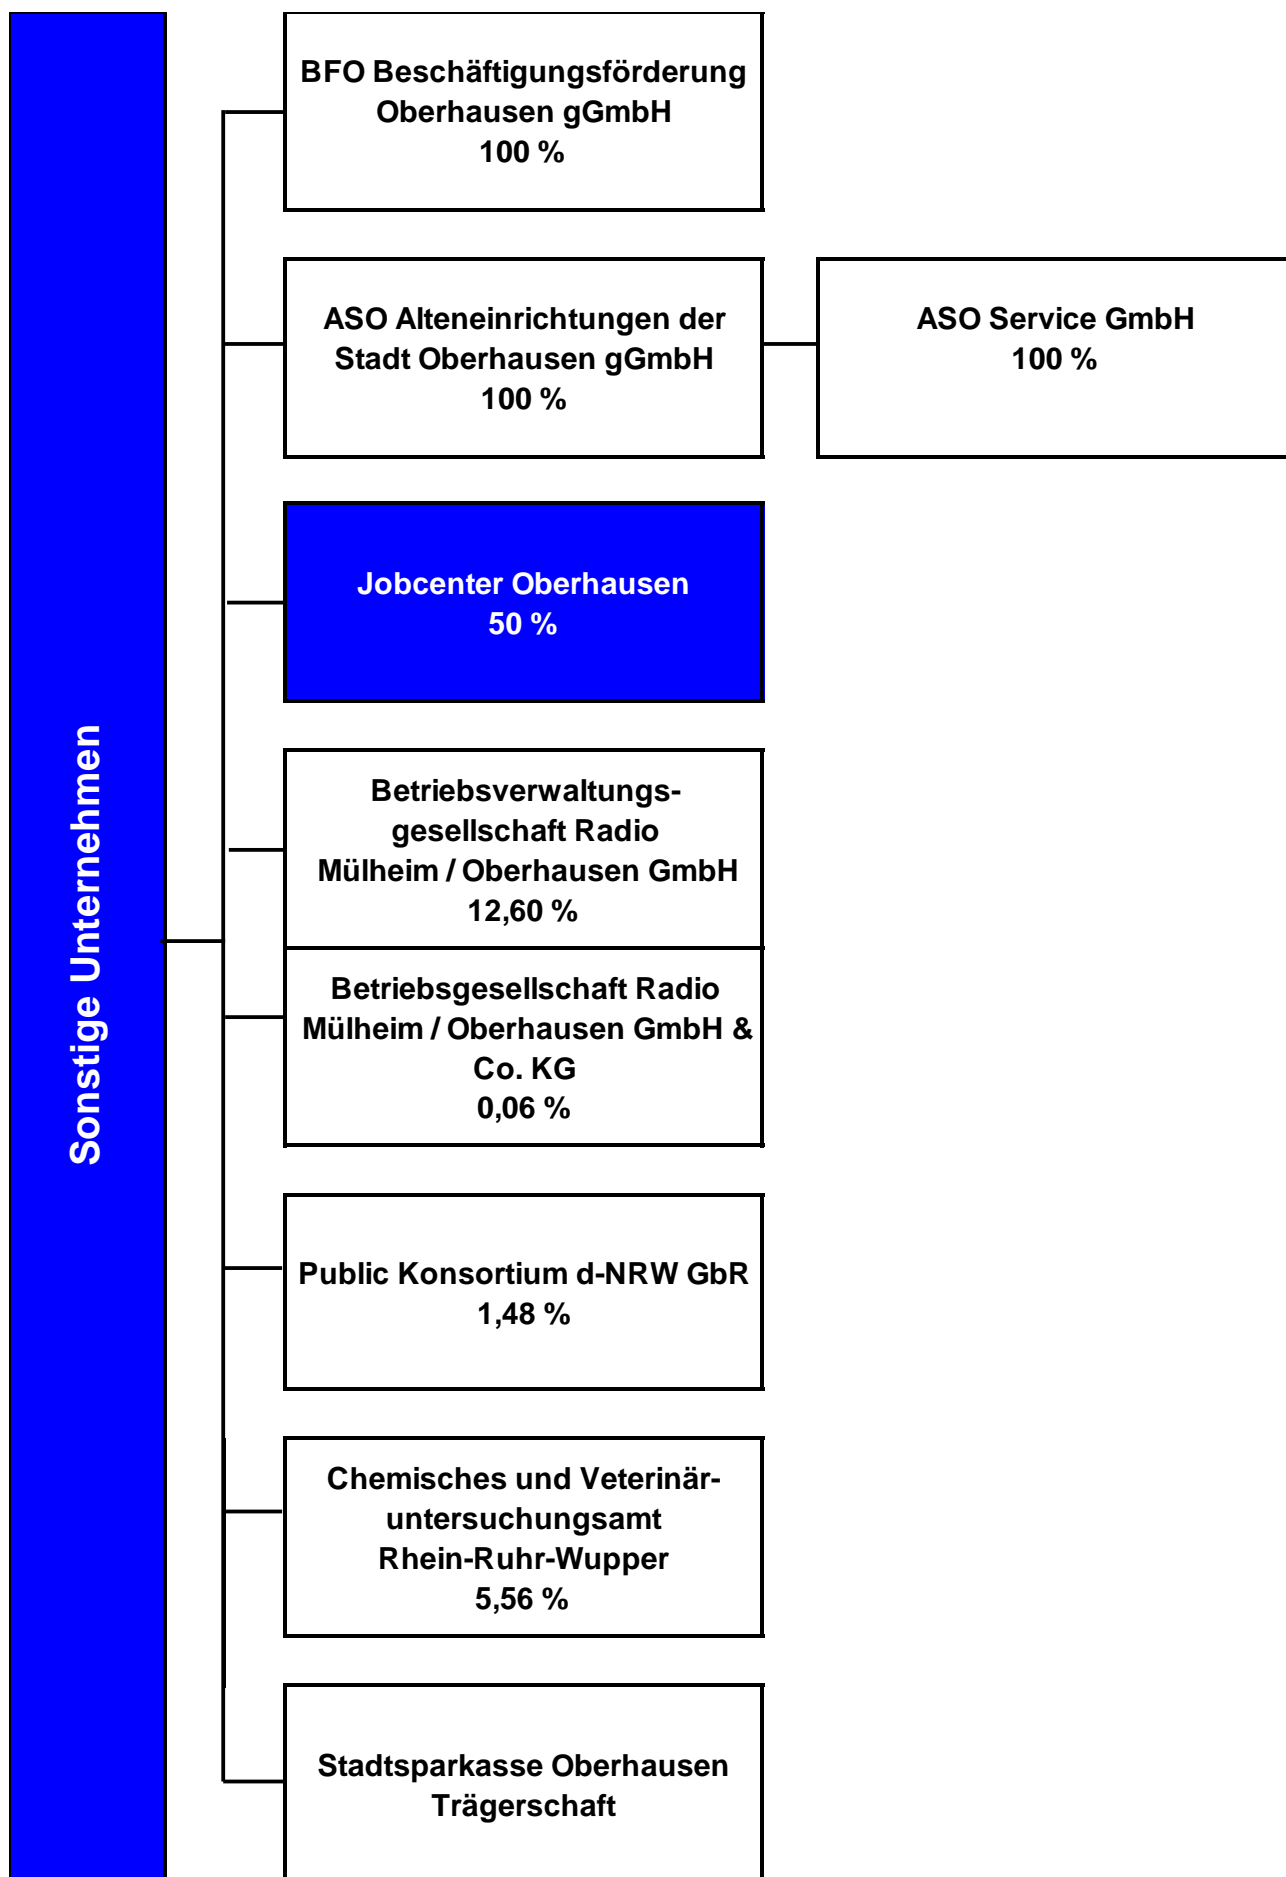 Sonstige Unternehmen
BFO Beschäftigungsförderung
Oberhausen gGmbH
100 %
ASO Alteneinrichtungen der
Stadt Oberhausen gGmbH
100 %
ASO Service GmbH
100 %
Jobcenter Oberhausen
50 %
Betriebsverwaltungs-
gesellschaft Radio
Mülheim / Oberhausen GmbH
12,60 %
Betriebsgesellschaft Radio
Mülheim / Oberhausen GmbH &
Co. KG
0,06 %
Public Konsortium d-NRW GbR
1,48 %
Chemisches und Veterinär-
untersuchungsamt
Rhein-Ruhr-Wupper
5,56 %
Stadtsparkasse Oberhausen
Trägerschaft